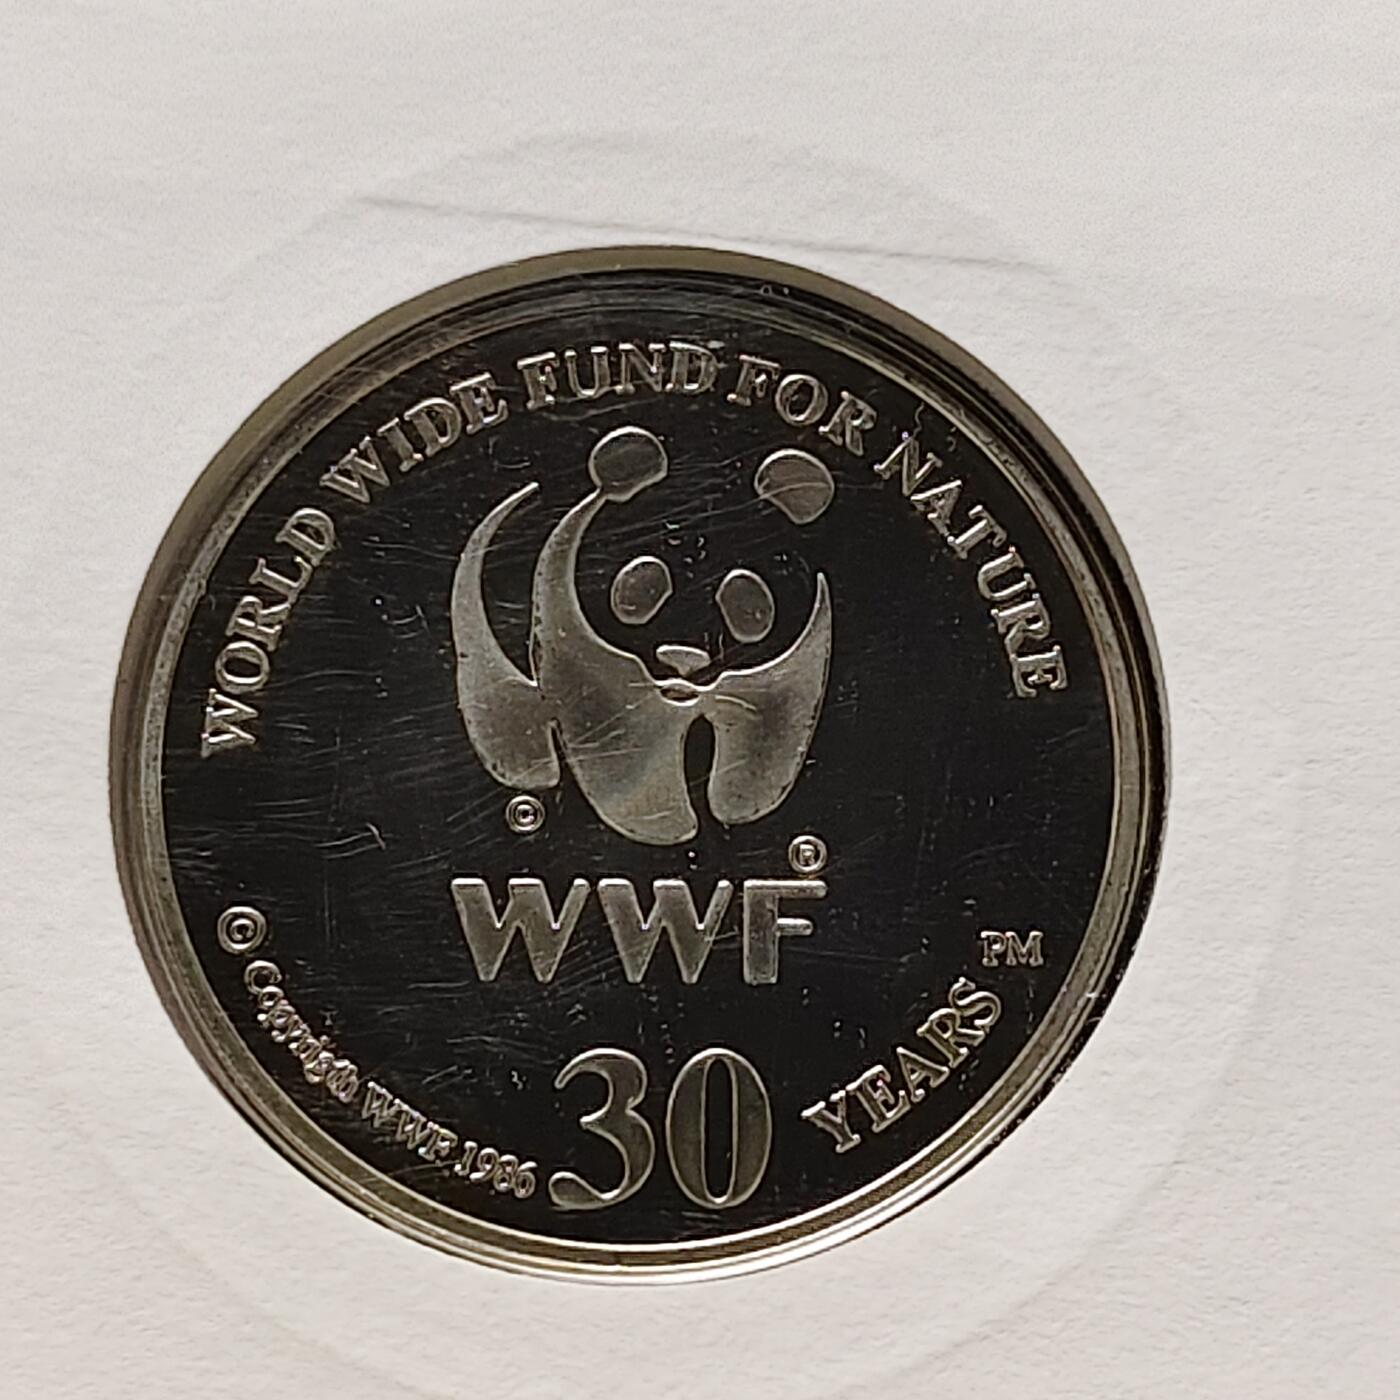 WORLD WIDE FUND FOR NATURE
©
®
WWF
PM
© Copyright WWF 1986
30
YEARS